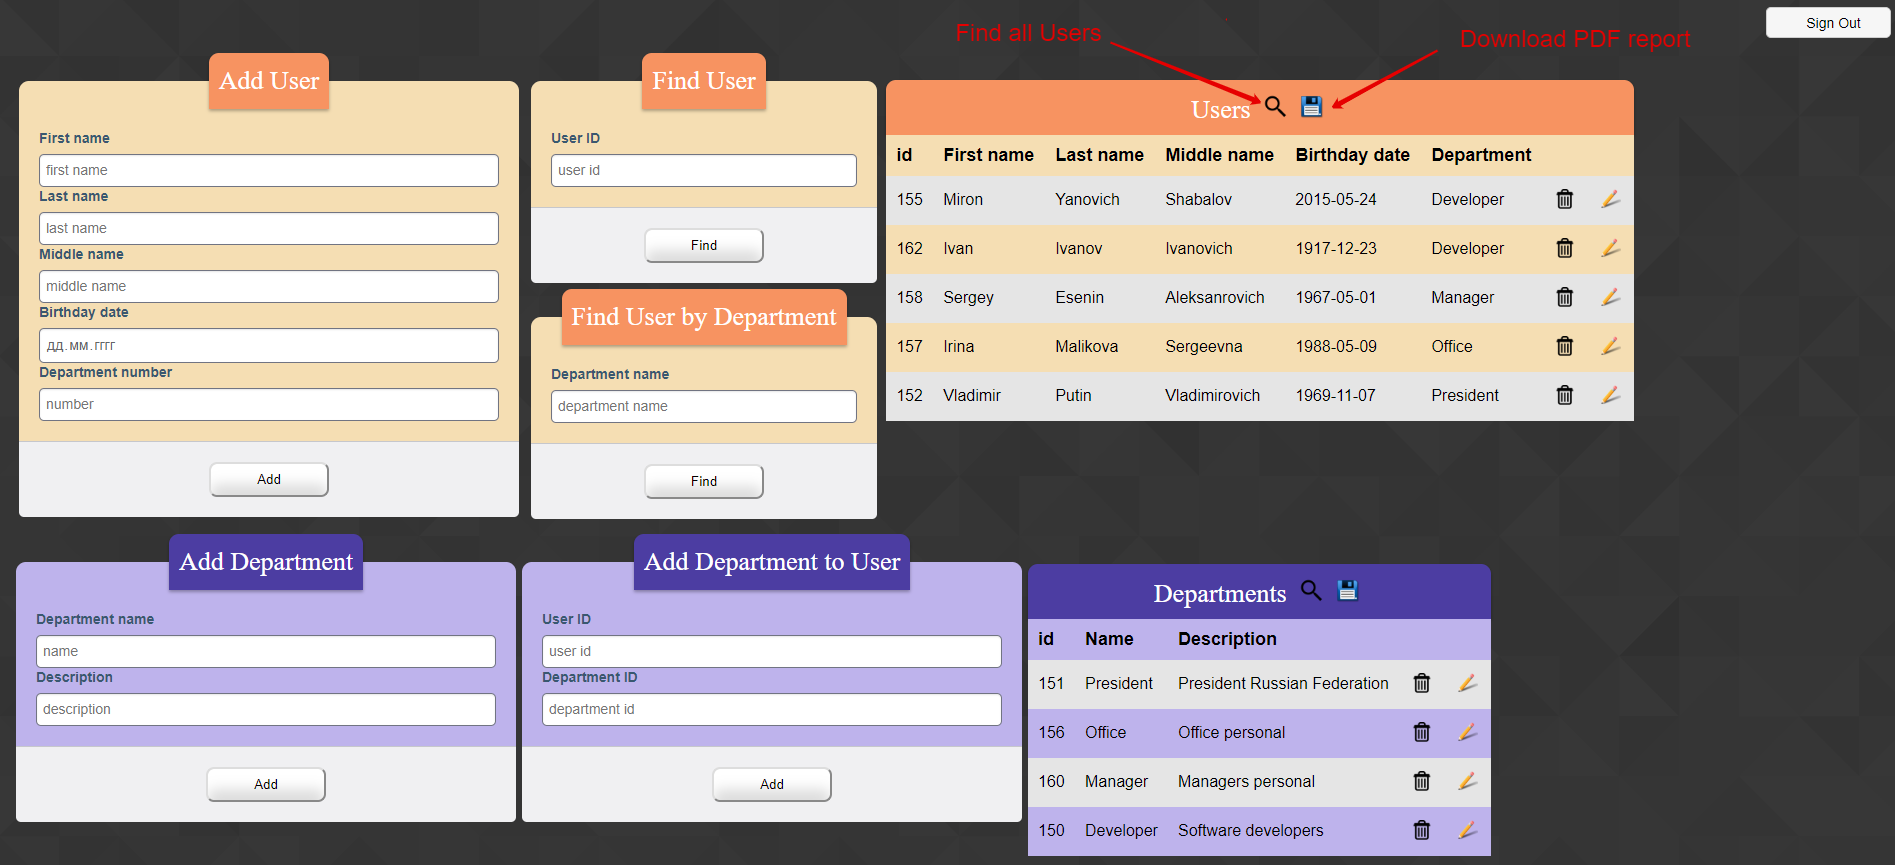 Sign Out
Find all Users
Download PDF report
Add User
First name
first name
Last name
last name
Middle name
middle name
Birthday date
дд.мм.гггг
Department number
number
Add
Find User
User ID
user id
Find
Find User by Department
Department name
department name
Find
Users
id First name Last name Middle name Birthday date Department
155 Miron Yanovich Shabalov 2015-05-24 Developer
162 Ivan Ivanov Ivanovich 1917-12-23 Developer
158 Sergey Esenin Aleksanrovich 1967-05-01 Manager
157 Irina Malikova Sergeevna 1988-05-09 Office
152 Vladimir Putin Vladimirovich 1969-11-07 President
Add Department
Department name
name
Description
description
Add
Add Department to User
User ID
user id
Department ID
department id
Add
Departments
id Name Description
151 President President Russian Federation
156 Office Office personal
160 Manager Managers personal
150 Developer Software developers